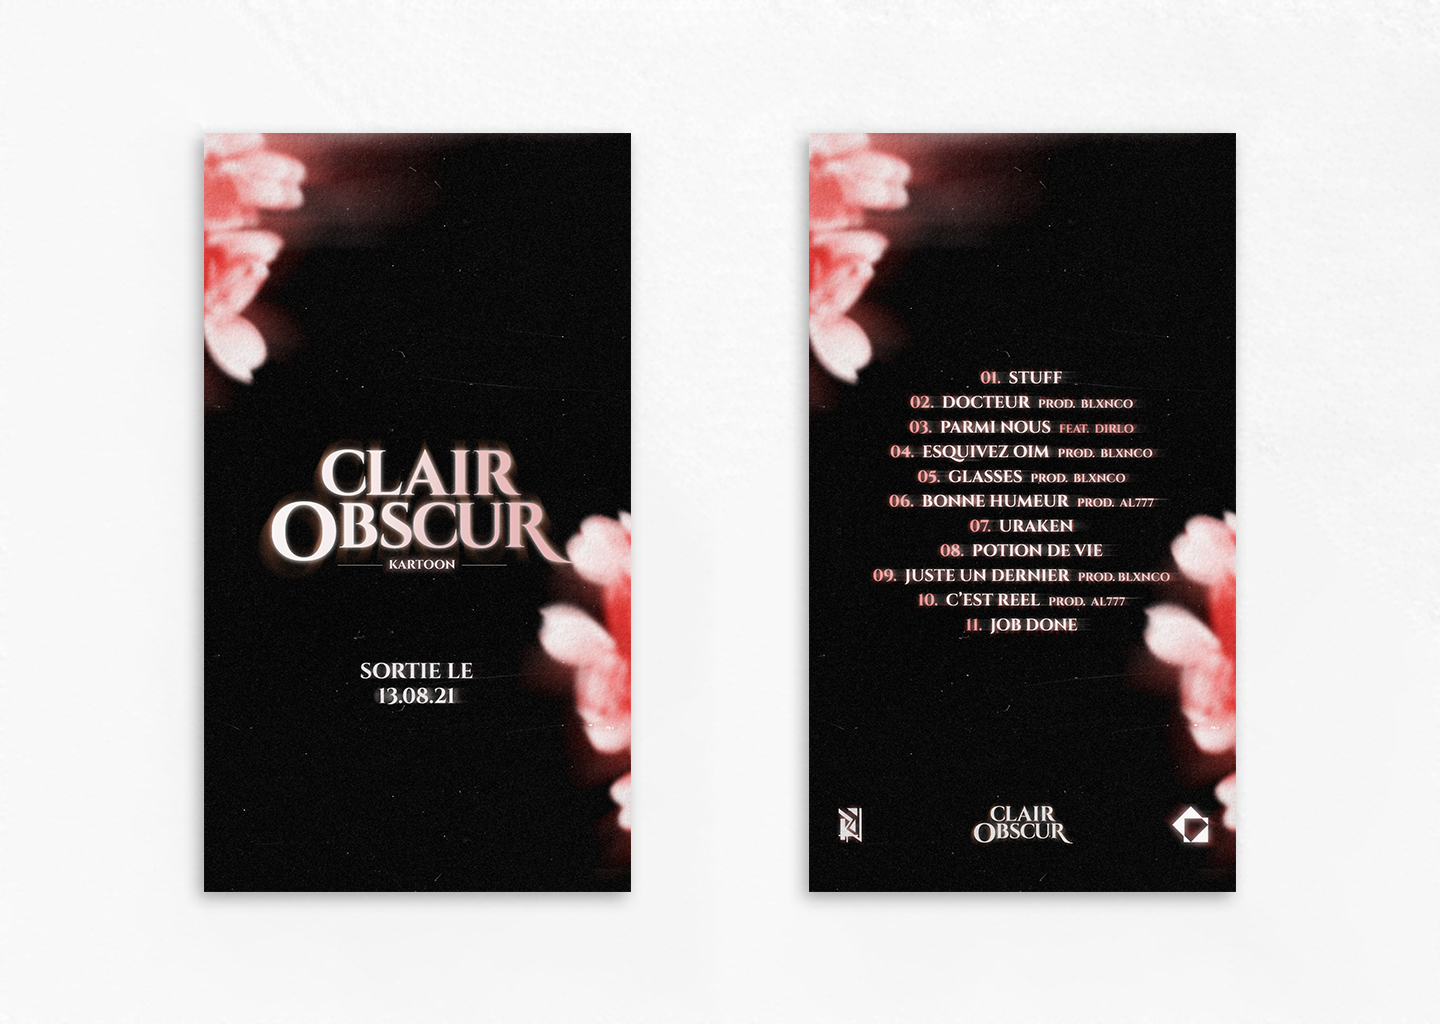 CLAIR
OBSCUR
KARTOON
SORTIE LE
13.08.21
01. STUFF
02. DOCTEUR PROD. BLXNCO
03. PARMI NOUS FEAT. DIRLO
04. ESQUIVEZ OIM PROD. BLXNCO
05. GLASSES PROD. BLXNCO
06. BONNE HUMEUR PROD. AL777
07. URAKEN
08. POTION DE VIE
09. JUSTE UN DERNIER PROD. BLXNCO
10. C'EST REEL PROD. AL777
11. JOB DONE
CLAIR
OBSCUR